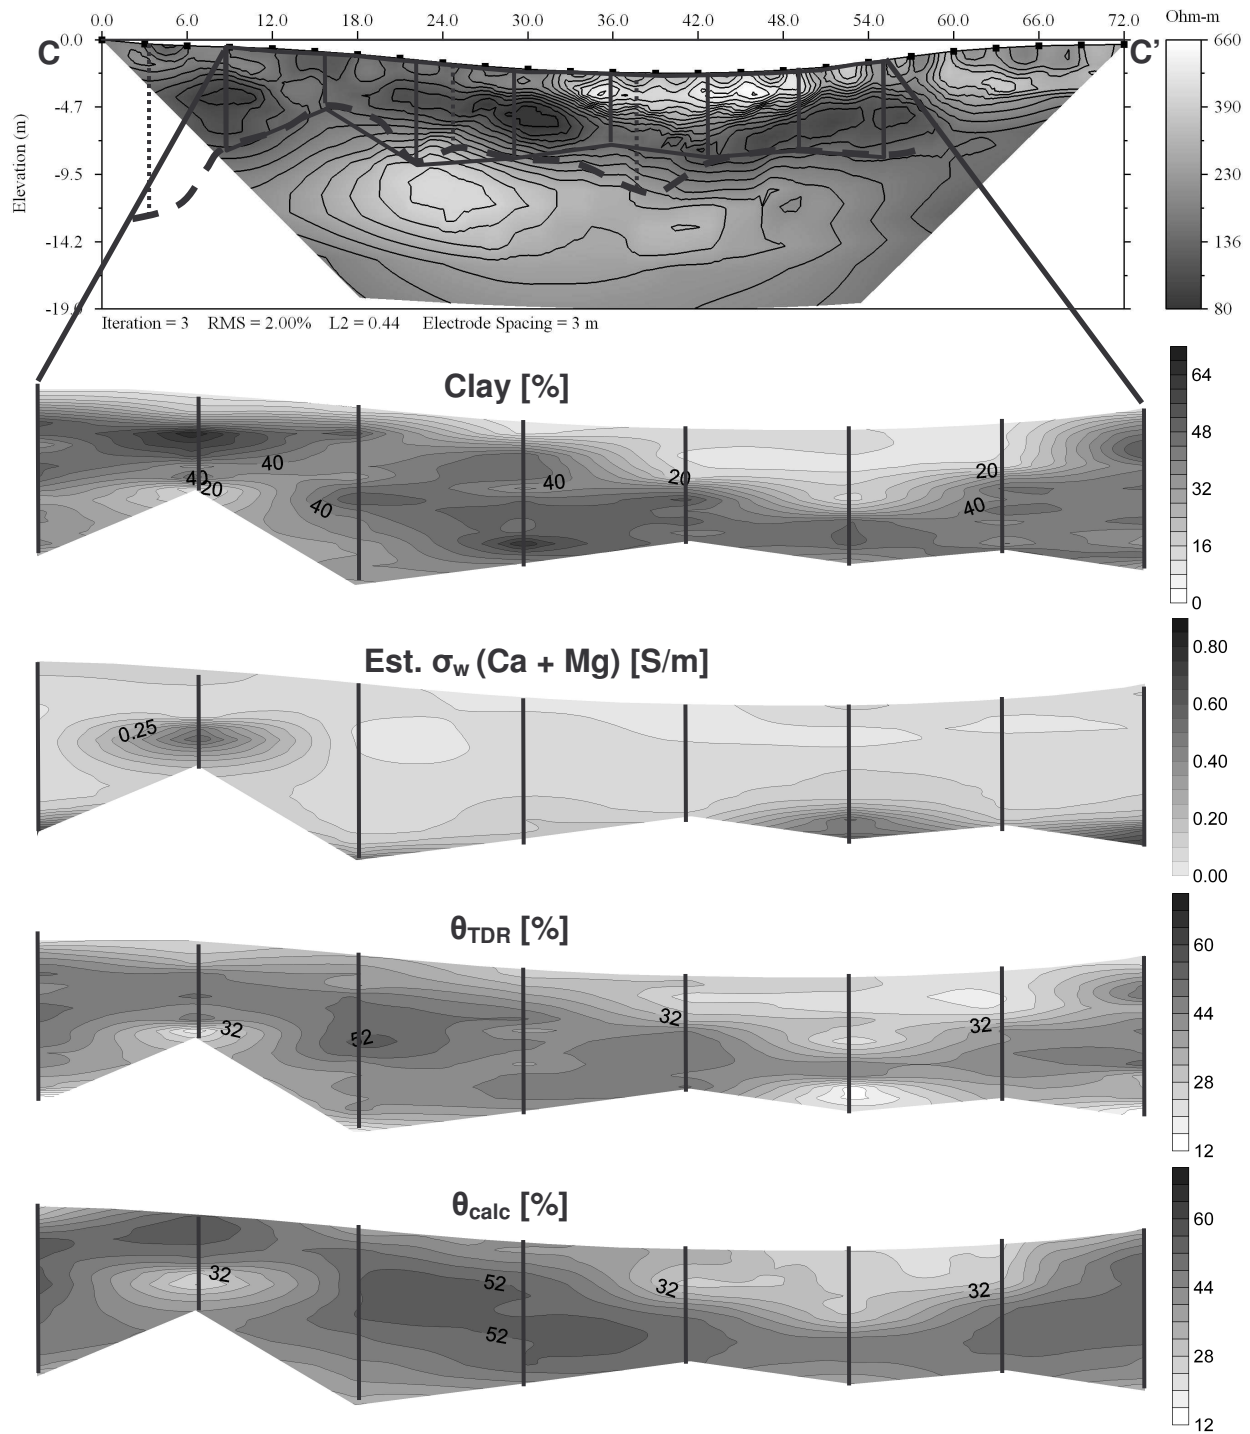 0.0 6.0 12.0 18.0 24.0 30.0 36.0 42.0 48.0 54.0 60.0 66.0 72.0 Ohm-m
C 0.0 C' 660
-4.7 390
Elevation (m)
-9.5 230
-14.2 136
-19.0 80
Iteration = 3 RMS = 2.00% L2 = 0.44 Electrode Spacing = 3 m
Clay [%]
64
48
40 40 40 20 20
20 40 40 32
16
0
Est. σw (Ca + Mg) [S/m]
0.80
0.60
0.25
0.40
0.20
0.00
θTDR [%]
60
32 52 32 32 44
28
12
θcalc [%]
60
32 52 32 32 44
52
28
12